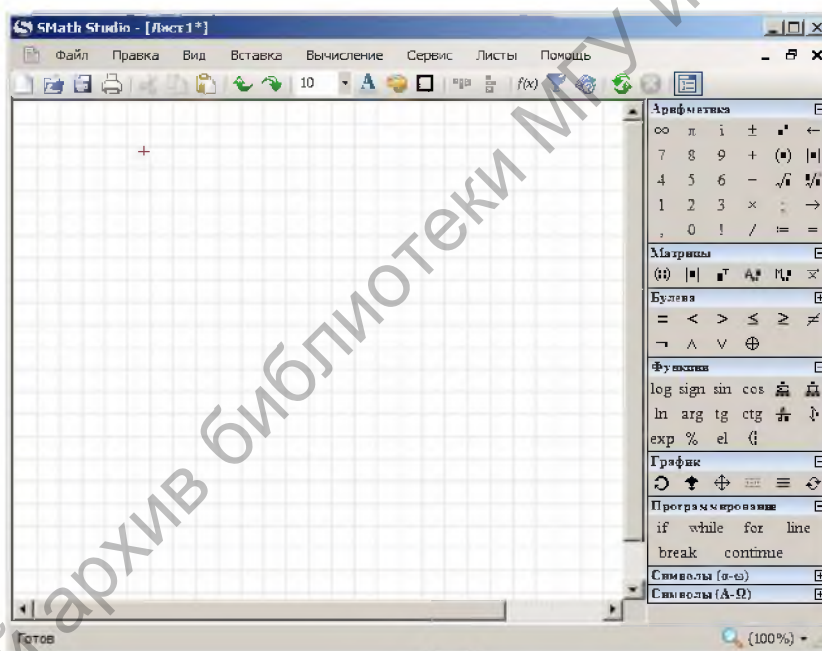 SMath Studio - [Лист1*]
Файл Правка Вид Вставка Вычисление Сервис Листы Помощь
10 A f(x)
Арифметика
∞ π i ± ←
7 8 9 + (▪) |▪|
4 5 6 −
1 2 3 × →
, 0 ! / := =
Матрицы
Булева
= < > ≤ ≥ ≠
¬ ∧ ∨ ⊕
Функции
log sign sin cos
ln arg tg ctg
exp % el
График
Программирование
if while for line
break continue
Символы (α-ω)
Символы (Α-Ω)
Готов
(100%)
архив библиотеки МГУ